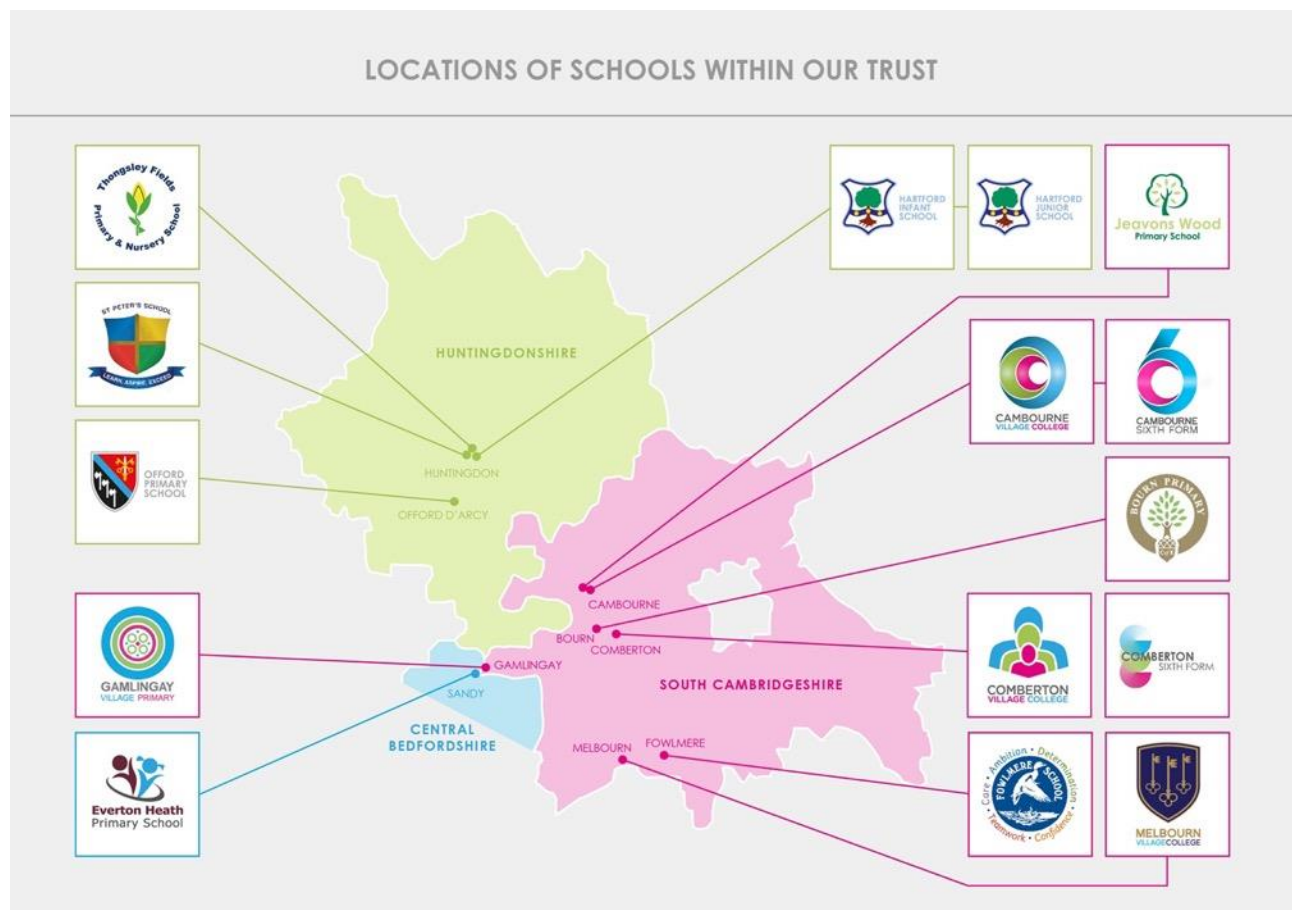 LOCATIONS OF SCHOOLS WITHIN OUR TRUST
Thongsley Fields
Primary & Nursery School
HARTFORD
INFANT
SCHOOL
HARTFORD
JUNIOR
SCHOOL
Jeavons Wood
Primary School
ST PETER'S SCHOOL
LEARN, ASPIRE, EXCEED
HUNTINGDONSHIRE
CAMBOURNE
VILLAGE COLLEGE
CAMBOURNE
SIXTH FORM
OFFORD
PRIMARY
SCHOOL
HUNTINGDON
OFFORD D'ARCY
BOURN PRIMARY
CAMBOURNE
BOURN
COMBERTON
GAMLINGAY
VILLAGE PRIMARY
GAMLINGAY
SANDY
SOUTH CAMBRIDGESHIRE
COMBERTON
VILLAGE COLLEGE
COMBERTON
SIXTH FORM
CENTRAL
BEDFORDSHIRE
MELBOURN
FOWLMERE
Everton Heath
Primary School
Care • Ambition • Determination
FOWLMERE SCHOOL
Teamwork • Confidence
MELBOURN
VILLAGECOLLEGE